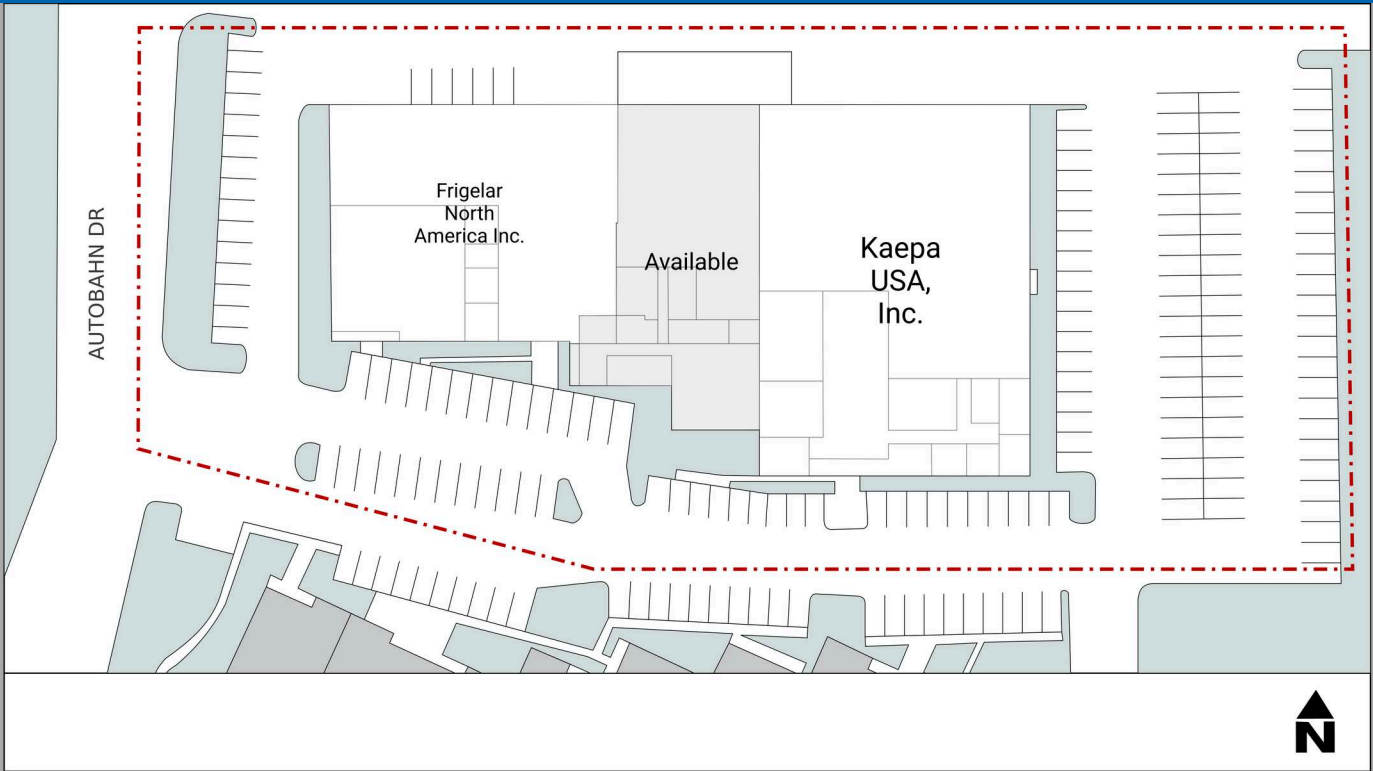 AUTOBAHN DR
Frigelar
North
America Inc.
Available
Kaepa
USA,
Inc.
N